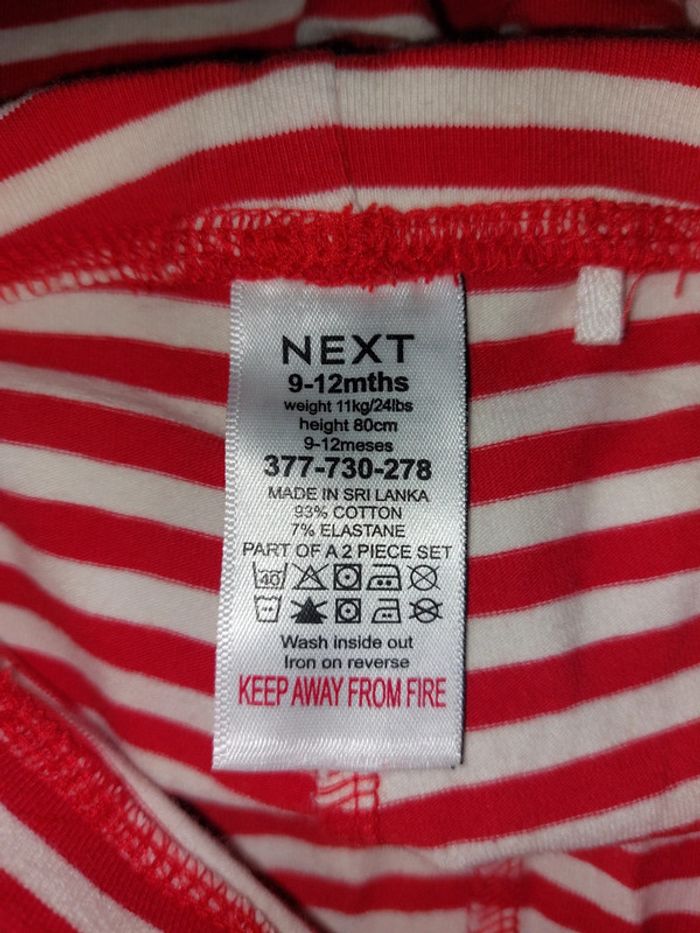 NEXT
9-12mths
weight 11kg/24lbs
height 80cm
9-12meses
377-730-278
MADE IN SRI LANKA
93% COTTON
7% ELASTANE
PART OF A 2 PIECE SET
40
Wash inside out
Iron on reverse
KEEP AWAY FROM FIRE